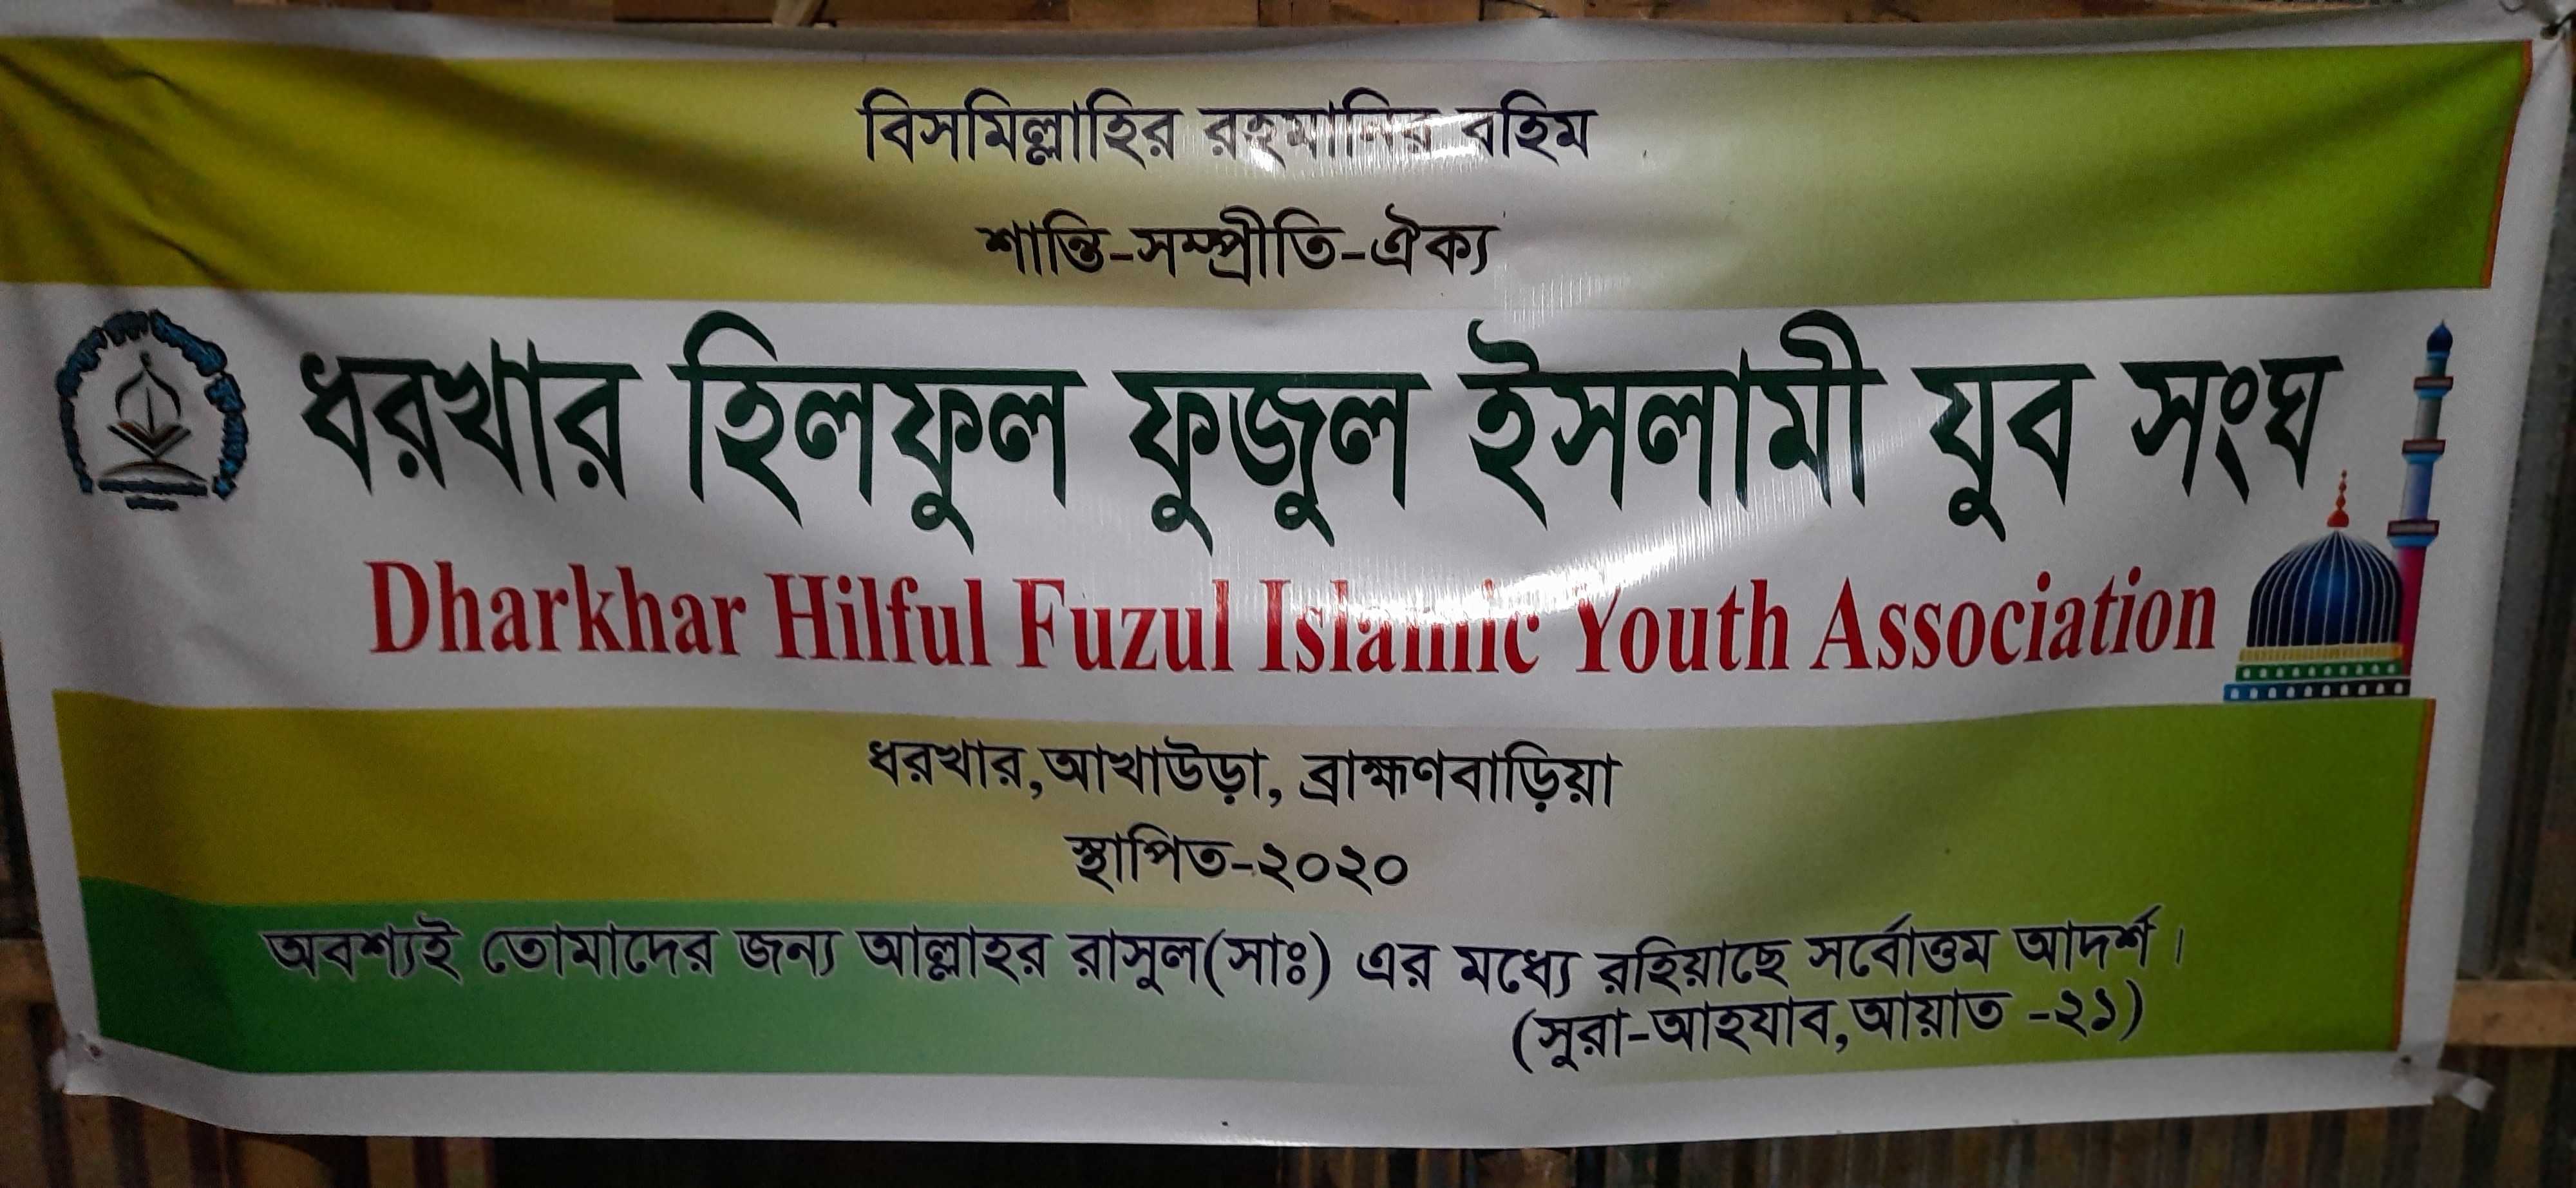 বিসমিল্লাহির রহমানির রহিম
শান্তি-সম্প্রীতি-ঐক্য
ধরখার হিলফুল ফুজুল ইসলামী যুব সংঘ
Dharkhar Hilful Fuzul Islamic Youth Association
ধরখার,আখাউড়া, ব্রাহ্মণবাড়িয়া
স্থাপিত-২০২০
অবশ্যই তোমাদের জন্য আল্লাহর রাসুল(সাঃ) এর মধ্যে রহিয়াছে সর্বোত্তম আদর্শ।
(সুরা-আহযাব,আয়াত -২১)